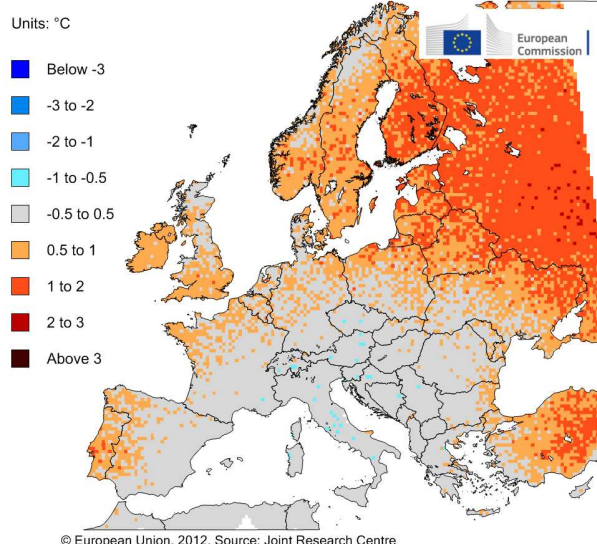 Units: °C
Below -3
-3 to -2
-2 to -1
-1 to -0.5
-0.5 to 0.5
0.5 to 1
1 to 2
2 to 3
Above 3
European
Commission
© European Union, 2012. Source: Joint Research Centre